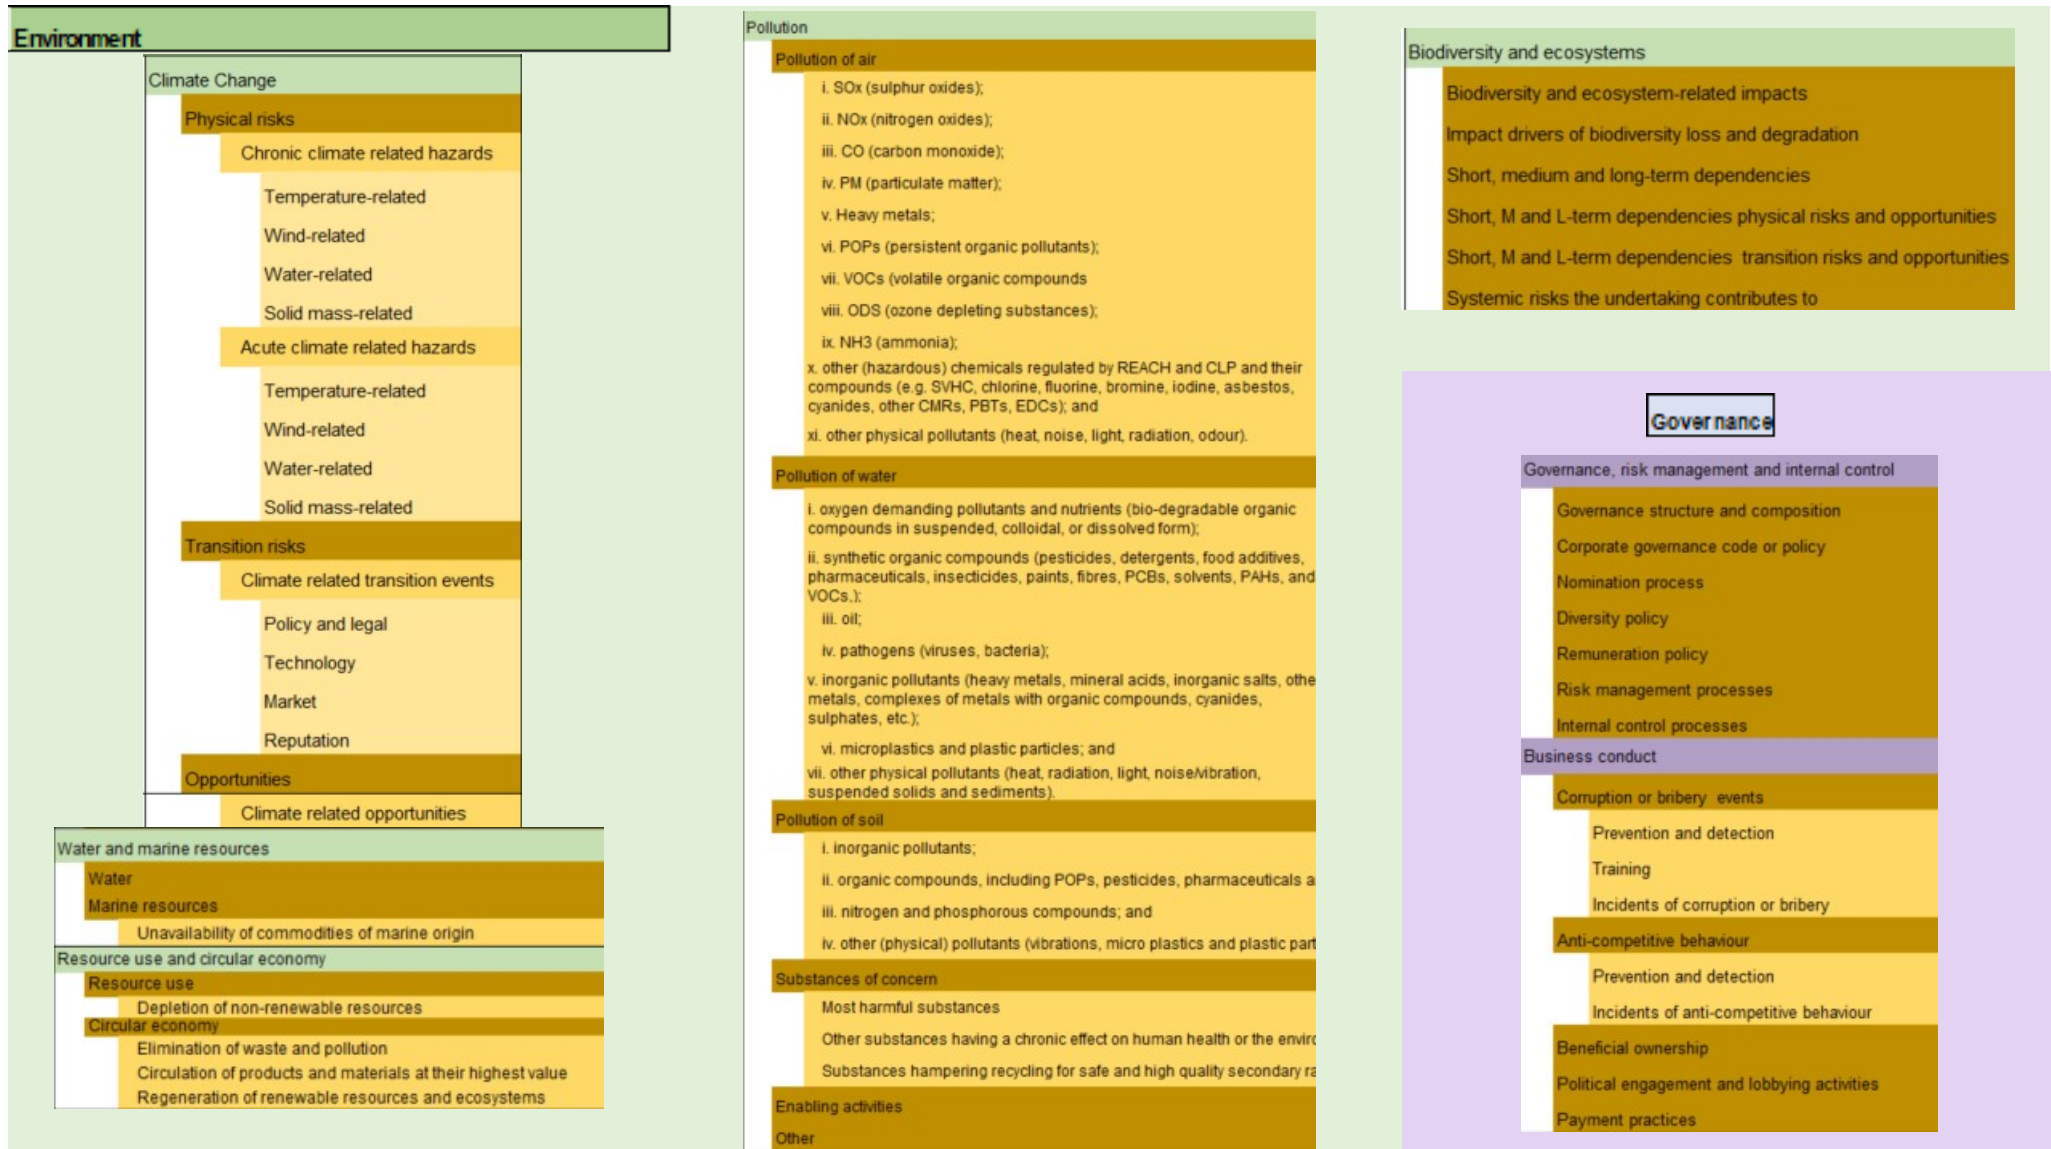 Environment
Climate Change
Physical risks
Chronic climate related hazards
Temperature-related
Wind-related
Water-related
Solid mass-related
Acute climate related hazards
Temperature-related
Wind-related
Water-related
Solid mass-related
Transition risks
Climate related transition events
Policy and legal
Technology
Market
Reputation
Opportunities
Climate related opportunities
Water and marine resources
Water
Marine resources
Unavailability of commodities of marine origin
Resource use and circular economy
Resource use
Depletion of non-renewable resources
Circular economy
Elimination of waste and pollution
Circulation of products and materials at their highest value
Regeneration of renewable resources and ecosystems
Pollution
Pollution of air
i. SOx (sulphur oxides);
ii. NOx (nitrogen oxides);
iii. CO (carbon monoxide);
iv. PM (particulate matter);
v. Heavy metals;
vi. POPs (persistent organic pollutants);
vii. VOCs (volatile organic compounds
viii. ODS (ozone depleting substances);
ix. NH3 (ammonia);
x. other (hazardous) chemicals regulated by REACH and CLP and their
compounds (e.g. SVHC, chlorine, fluorine, bromine, iodine, asbestos,
cyanides, other CMRs, PBTs, EDCs); and
xi. other physical pollutants (heat, noise, light, radiation, odour).
Pollution of water
i. oxygen demanding pollutants and nutrients (bio-degradable organic
compounds in suspended, colloidal, or dissolved form);
ii. synthetic organic compounds (pesticides, detergents, food additives,
pharmaceuticals, insecticides, paints, fibres, PCBs, solvents, PAHs, and
VOCs,);
iii. oil;
iv. pathogens (viruses, bacteria);
v. inorganic pollutants (heavy metals, mineral acids, inorganic salts, othe
metals, complexes of metals with organic compounds, cyanides,
sulphates, etc.);
vi. microplastics and plastic particles; and
vii. other physical pollutants (heat, radiation, light, noise/vibration,
suspended solids and sediments).
Pollution of soil
i. inorganic pollutants;
ii. organic compounds, including POPs, pesticides, pharmaceuticals a
iii. nitrogen and phosphorous compounds; and
iv. other (physical) pollutants (vibrations, micro plastics and plastic part
Substances of concern
Most harmful substances
Other substances having a chronic effect on human health or the enviro
Substances hampering recycling for safe and high quality secondary ra
Enabling activities
Other
Biodiversity and ecosystems
Biodiversity and ecosystem-related impacts
Impact drivers of biodiversity loss and degradation
Short, medium and long-term dependencies
Short, M and L-term dependencies physical risks and opportunities
Short, M and L-term dependencies transition risks and opportunities
Systemic risks the undertaking contributes to
Governance
Governance, risk management and internal control
Governance structure and composition
Corporate governance code or policy
Nomination process
Diversity policy
Remuneration policy
Risk management processes
Internal control processes
Business conduct
Corruption or bribery events
Prevention and detection
Training
Incidents of corruption or bribery
Anti-competitive behaviour
Prevention and detection
Incidents of anti-competitive behaviour
Beneficial ownership
Political engagement and lobbying activities
Payment practices